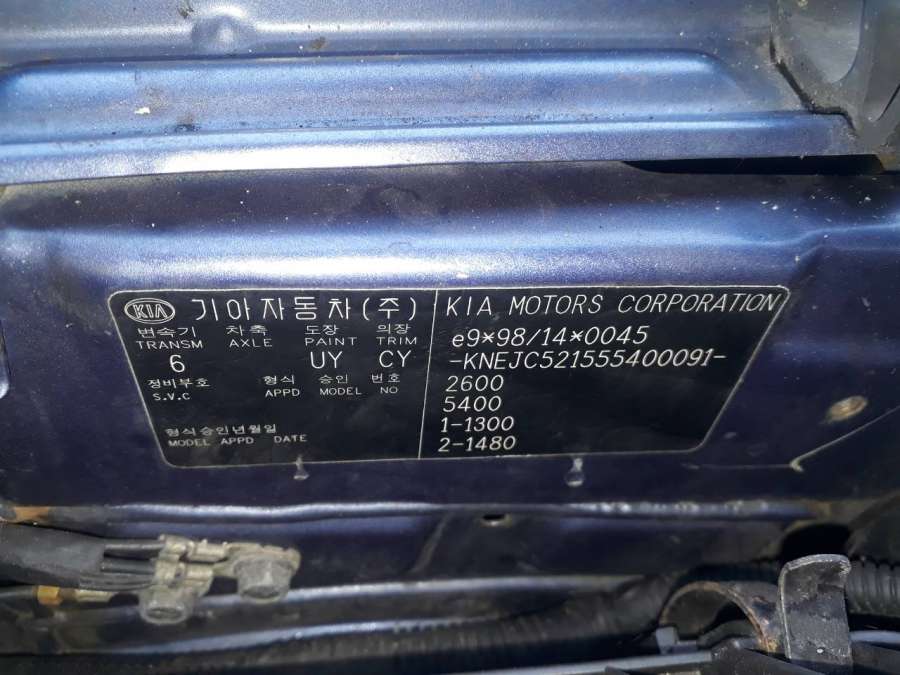 KIA 기아자동차(주)
변속기 차축 도장 의장
TRANSM AXLE PAINT TRIM
6 UY CY
정비부호 형식 승인 번호
S.V.C APPD MODEL NO
형식승인년월일
MODEL APPD DATE
KIA MOTORS CORPORATION
e9*98/14*0045
-KNEJC521555400091-
2600
5400
1-1300
2-1480